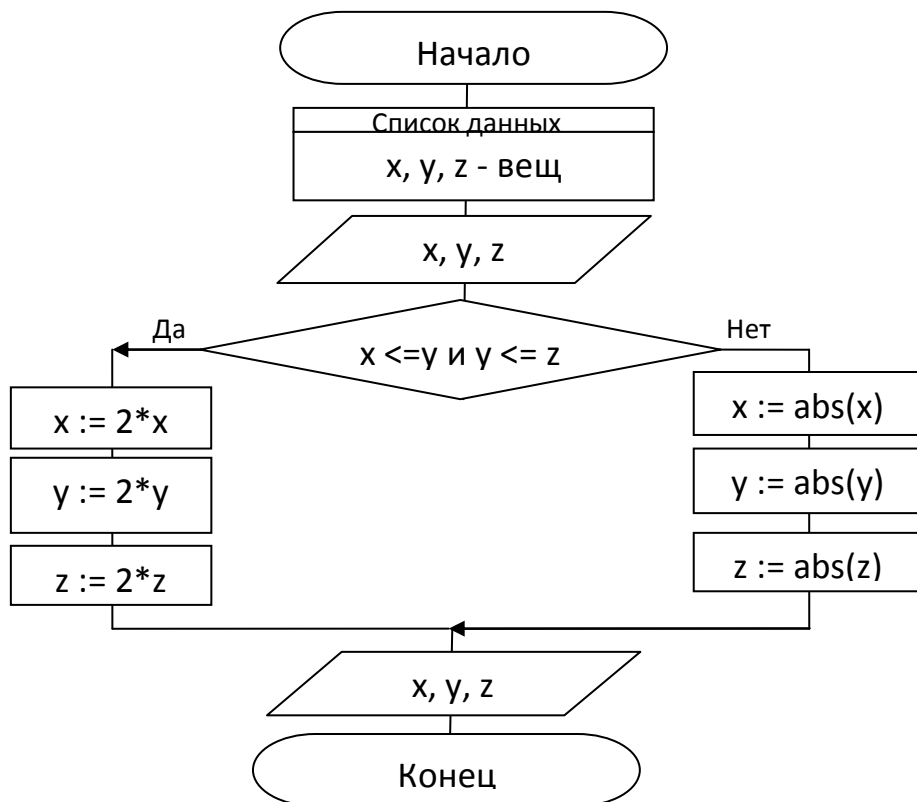 Начало
Список данных
x, y, z - вещ
x, y, z
Да
Нет
x <=y и y <= z
x := 2*x
y := 2*y
z := 2*z
x := abs(x)
y := abs(y)
z := abs(z)
x, y, z
Конец